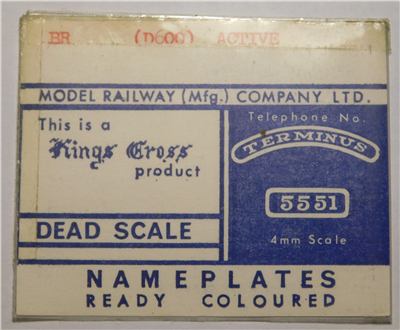 BR (D600) ACTIVE
MODEL RAILWAY (Mfg.) COMPANY LTD.
This is a
Kings Cross
product
DEAD SCALE
Telephone No.
TERMINUS
5551
4mm Scale
NAMEPLATES
READY COLOURED